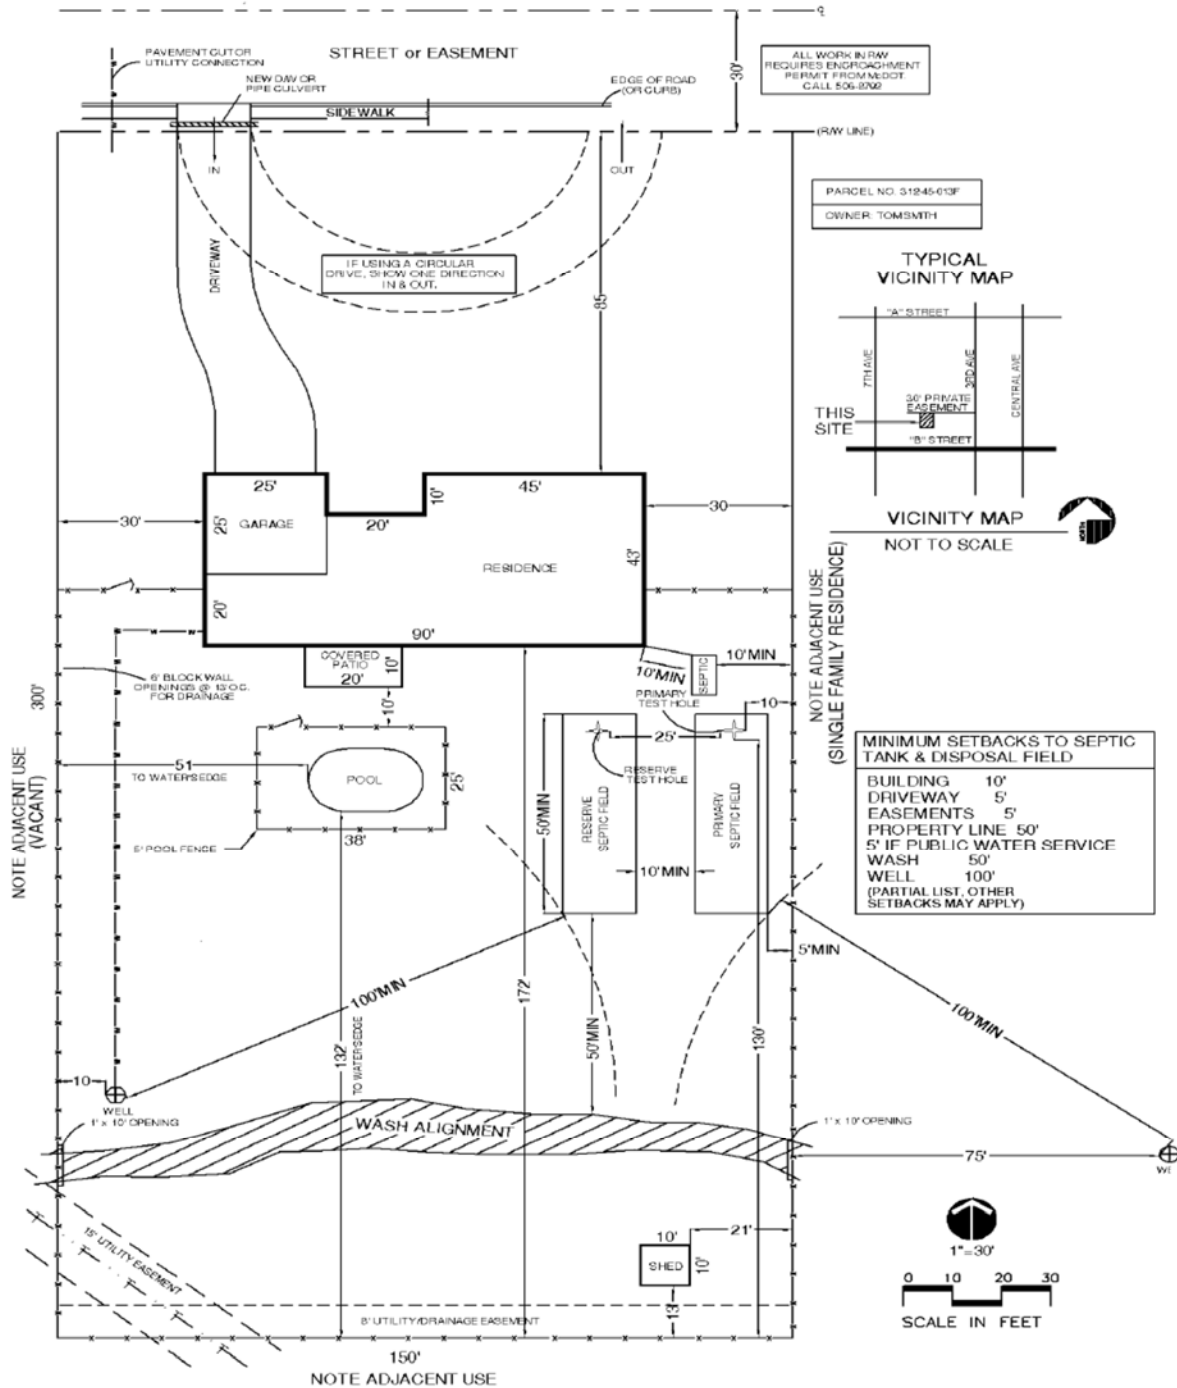 ℄
PAVEMENT CUT OR
UTILITY CONNECTION
STREET or EASEMENT
NEW D/W OR
PIPE CULVERT
EDGE OF ROAD
(OR CURB)
30'
ALL WORK IN R/W
REQUIRES ENCROACHMENT
PERMIT FROM McDOT.
CALL 506-8792
SIDEWALK
(R/W LINE)
IN
OUT
PARCEL NO. 312-45-013F
OWNER: TOM SMITH
DRIVEWAY
IF USING A CIRCULAR
DRIVE, SHOW ONE DIRECTION
IN & OUT.
85'
TYPICAL
VICINITY MAP
"A" STREET
7TH AVE
3RD AVE
CENTRAL AVE
30' PRIVATE
EASEMENT
THIS
SITE
"B" STREET
VICINITY MAP
NOT TO SCALE
25'
10'
45'
30'
25'
GARAGE
20'
30
RESIDENCE
43'
20'
90'
NOTE ADJACENT USE
(SINGLE FAMILY RESIDENCE)
COVERED
PATIO
10'
20'
10'
10'MIN
SEPTIC
10'MIN
6' BLOCK WALL
OPENINGS @ 13' O.C.
FOR DRAINAGE
PRIMARY
TEST HOLE
10
300'
NOTE ADJACENT USE
(VACANT)
51
TO WATERSEDGE
POOL
25'
25'
RESERVE
TEST HOLE
50'MIN
RESERVE
SEPTIC FIELD
PRIMARY
SEPTIC FIELD
5' POOL FENCE
38'
10'MIN
MINIMUM SETBACKS TO SEPTIC
TANK & DISPOSAL FIELD
BUILDING 10'
DRIVEWAY 5'
EASEMENTS 5'
PROPERTY LINE 50'
5' IF PUBLIC WATER SERVICE
WASH 50'
WELL 100'
(PARTIAL LIST, OTHER
SETBACKS MAY APPLY)
5'MIN
100'MIN
172'
100'MIN
132'
TO WATERSEDGE
50'MIN
130'
10
WELL
1' x 10' OPENING
WASH ALIGNMENT
1' x 10' OPENING
75'
WE
15' UTILITY EASEMENT
21'
10'
SHED
10'
13'
1"=30'
0 10 20 30
SCALE IN FEET
8' UTILITY/DRAINAGE EASEMENT
150'
NOTE ADJACENT USE